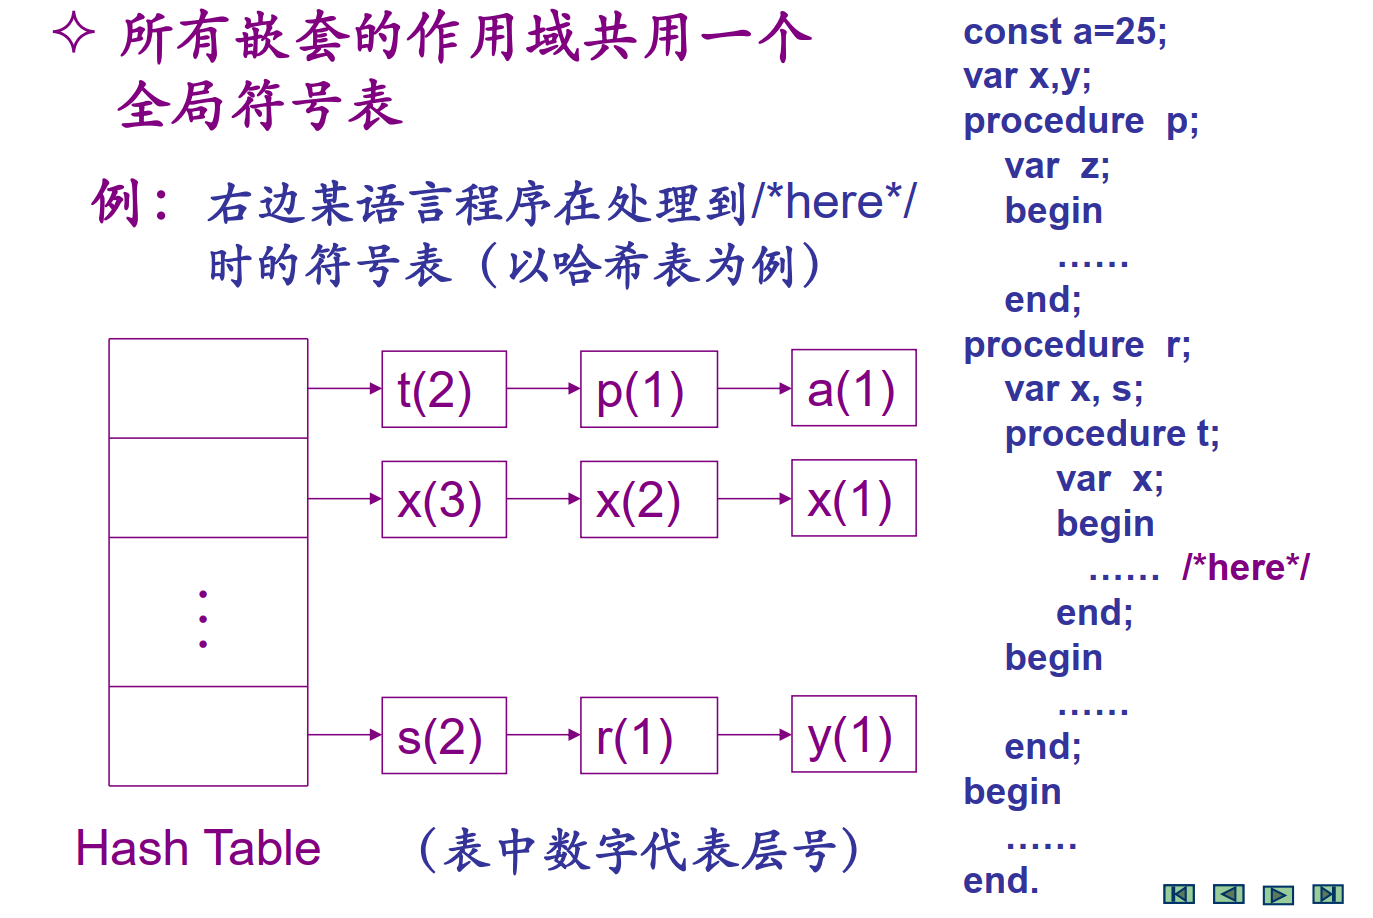 ✧ 所有嵌套的作用域共用一个
全局符号表
例： 右边某语言程序在处理到/*here*/
时的符号表（以哈希表为例）
t(2) p(1) a(1)
x(3) x(2) x(1)
⋮
s(2) r(1) y(1)
Hash Table （表中数字代表层号）
const a=25;
var x,y;
procedure p;
var z;
begin
……
end;
procedure r;
var x, s;
procedure t;
var x;
begin
…… /*here*/
end;
begin
……
end;
begin
……
end.